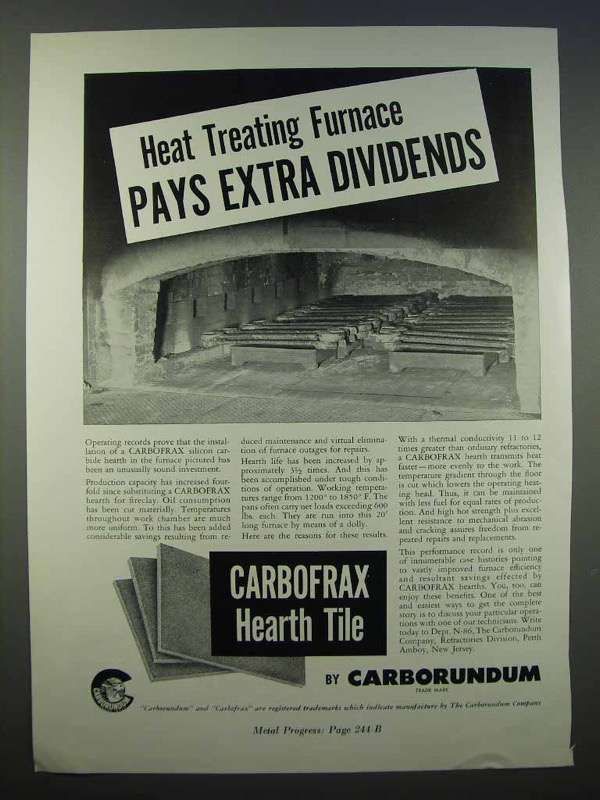 Heat Treating Furnace
PAYS EXTRA DIVIDENDS
Operating records prove that the instal-
lation of a CARBOFRAX silicon car-
bide hearth in the furnace pictured has
been an unusually sound investment.
Production capacity has increased four-
fold since substituting a CARBOFRAX
hearth for fireclay. Oil consumption
has been cut materially. Temperatures
throughout work chamber are much
more uniform. To this has been added
considerable savings resulting from re-
duced maintenance and virtual elimina-
tion of furnace outages for repairs.
Hearth life has been increased by ap-
proximately 3½ times. And this has
been accomplished under tough condi-
tions of operation. Working tempera-
tures range from 1200° to 1850° F. The
pans often carry net loads exceeding 600
lbs. each. They are run into this 20'
long furnace by means of a dolly.
Here are the reasons for these results.
With a thermal conductivity 11 to 12
times greater than ordinary refractories,
a CARBOFRAX hearth transmits heat
faster—more evenly to the work. The
temperature gradient through the floor
is cut which lowers the operating heat-
ing head. Thus, it can be maintained
with less fuel for equal rates of produc-
tion. And high hot strength plus excel-
lent resistance to mechanical abrasion
and cracking assures freedom from re-
peated repairs and replacements.
This performance record is only one
of innumerable case histories pointing
to vastly improved furnace efficiency
and resultant savings effected by
CARBOFRAX hearths. You, too, can
enjoy these benefits. One of the best
and easiest ways to get the complete
story is to discuss your particular opera-
tions with one of our technicians. Write
today to Dept. N-86, The Carborundum
Company, Refractories Division, Perth
Amboy, New Jersey.
CARBOFRAX
Hearth Tile
BY CARBORUNDUM
TRADE MARK
CARBORUNDUM
"Carborundum" and "Carbofrax" are registered trademarks which indicate manufacture by The Carborundum Company
Metal Progress; Page 244-B